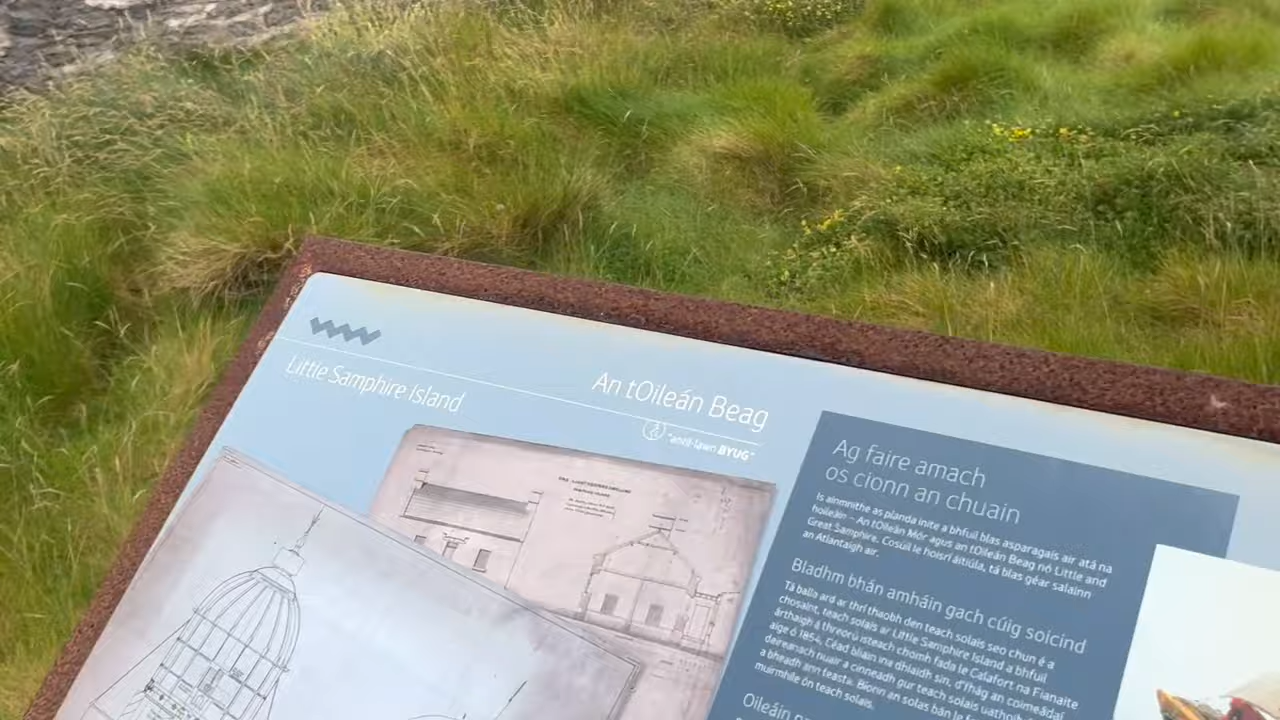 Little Samphire Island
An tOileán Beag
"antil-lawn BYUG"
Ag faire amach
os cionn an chuain
Is ainmnithe as planda inite a bhfuil blas asparagais air atá na
hoileáin – An tOileán Mór agus an tOileán Beag nó Little and
Great Samphire. Cosúil le hoisrí áitiúla, tá blas géar salainn
an Atlantaigh air.
Bladhm bhán amháin gach cúig soicind
Tá balla ard ar thrí thaobh den teach solais seo chun é a
chosaint, teach solais ar Little Samphire Island a bhfuil
árthaigh á threorú isteach chomh fada le Calafort na Fianaite
aige ó 1854. Céad bliain ina dhiaidh sin, d'fhág an coimeádaí
deireanach nuair a cinneadh gur teach solais uathoib
a bheadh ann feasta. Bíonn an solas bán le
muirmhíle ón teach solais.
Oileáin